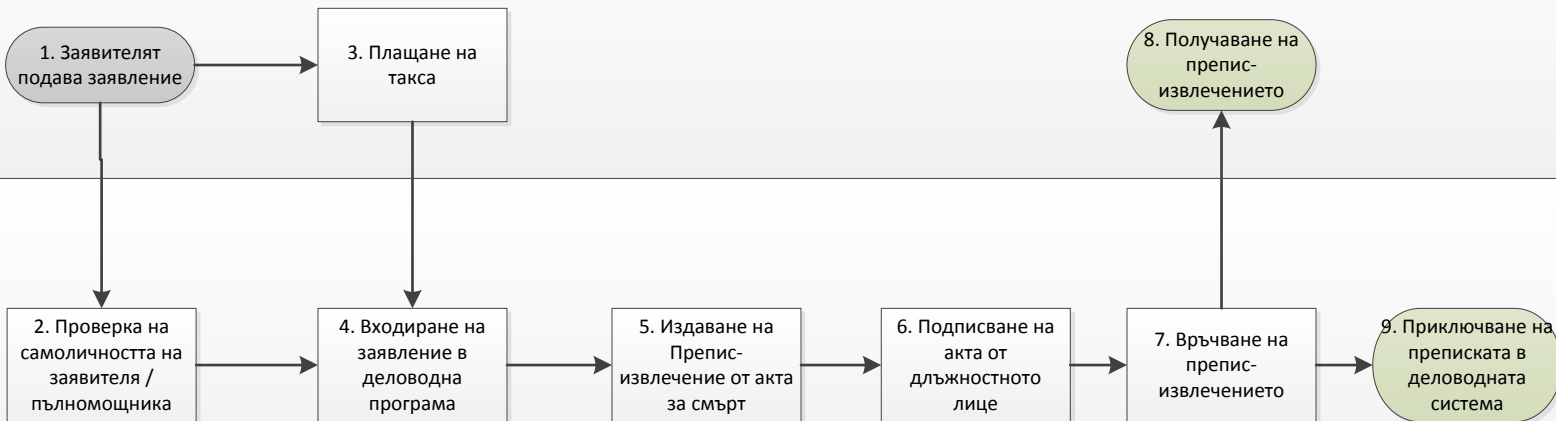 1. Заявителят
подава заявление
3. Плащане на
такса
8. Получаване на
препис-
извлечението
2. Проверка на
самоличността на
заявителя /
пълномощника
4. Входиране на
заявление в
деловодна
програма
5. Издаване на
Препис-
извлечение от акта
за смърт
6. Подписване на
акта от
длъжностното
лице
7. Връчване на
препис-
извлечението
9. Приключване на
преписката в
деловодната
система